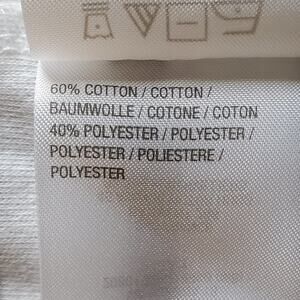 60% COTTON / COTTON /
BAUMWOLLE / COTONE / COTON
40% POLYESTER / POLYESTER /
POLYESTER / POLIESTERE /
POLYESTER